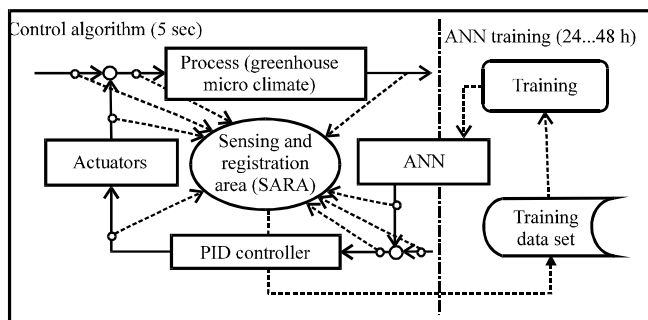 Control algorithm (5 sec)
ANN training (24...48 h)
Process (greenhouse
micro climate)
Training
Sensing and
registration
area (SARA)
Actuators
ANN
Training
data set
PID controller